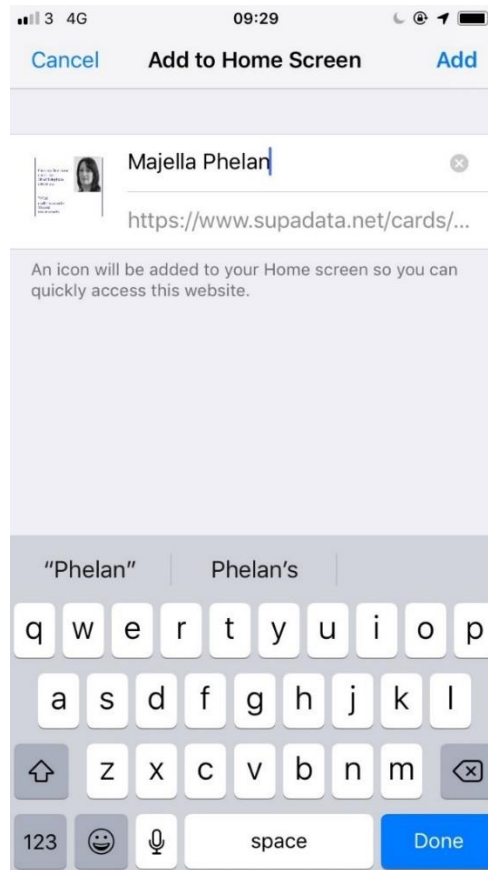 3 4G 09:29
Cancel Add to Home Screen Add
Majella Phelan
https://www.supadata.net/cards/...
An icon will be added to your Home screen so you can
quickly access this website.
“Phelan” Phelan’s
q w e r t y u i o p
a s d f g h j k l
z x c v b n m
123 space Done